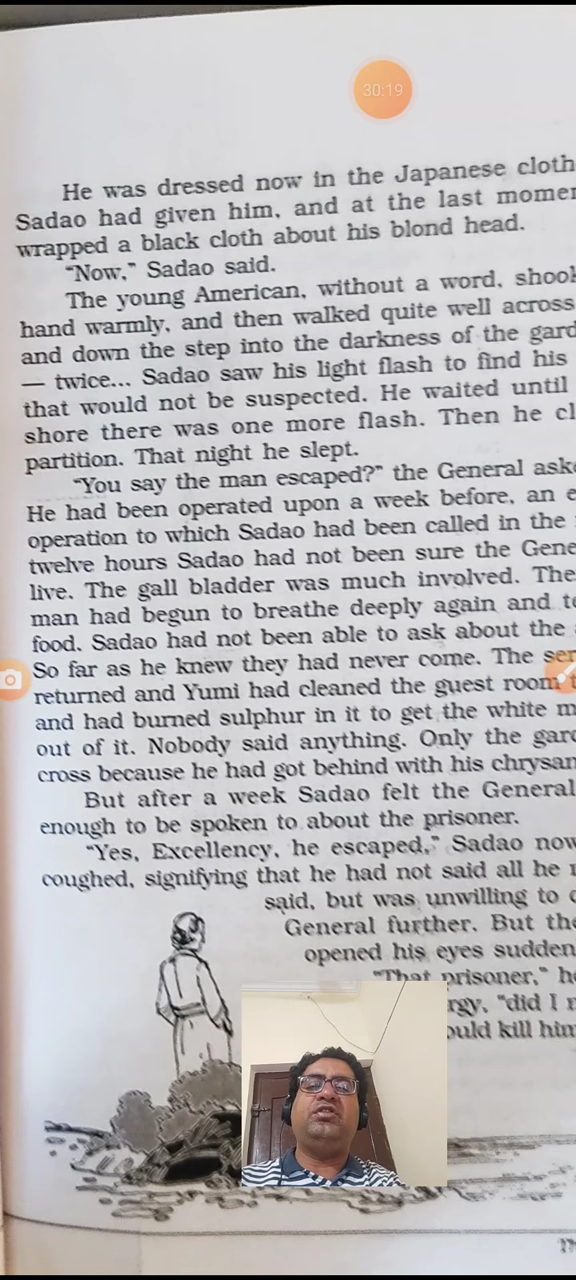 30:19
He was dressed now in the Japanese cloth
Sadao had given him, and at the last momen
wrapped a black cloth about his blond head.
"Now," Sadao said.
The young American, without a word, shook
hand warmly, and then walked quite well across
and down the step into the darkness of the gard
— twice... Sadao saw his light flash to find his
that would not be suspected. He waited until
shore there was one more flash. Then he cl
partition. That night he slept.
"You say the man escaped?" the General aske
He had been operated upon a week before, an e
operation to which Sadao had been called in the
twelve hours Sadao had not been sure the Gene
live. The gall bladder was much involved. The
man had begun to breathe deeply again and
food. Sadao had not been able to ask about the
So far as he knew they had never come. The ser
returned and Yumi had cleaned the guest room
and had burned sulphur in it to get the white m
out of it. Nobody said anything. Only the gard
cross because he had got behind with his chrysan
But after a week Sadao felt the General
enough to be spoken to about the prisoner.
"Yes, Excellency, he escaped," Sadao now
coughed, signifying that he had not said all he
said, but was unwilling to
General further. But the
opened his eyes sudden
"That prisoner," he
rgy, "did I
ould kill him